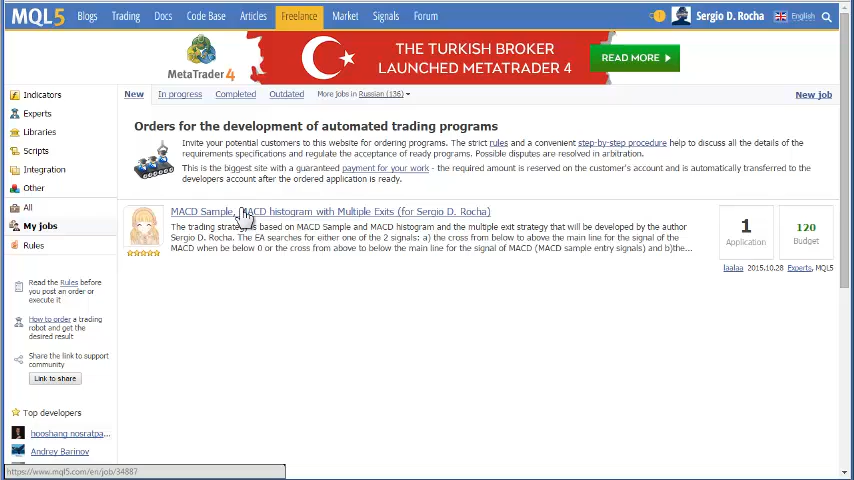 MQL5 Blogs Trading Docs Code Base Articles Freelance Market Signals Forum Sergio D. Rocha English
MetaTrader 4
THE TURKISH BROKER
LAUNCHED METATRADER 4
READ MORE
New In progress Completed Outdated More jobs in Russian (136) New job
Indicators
Experts
Libraries
Scripts
Integration
Other
All
My jobs
Rules
Orders for the development of automated trading programs
Invite your potential customers to this website for ordering programs. The strict rules and a convenient step-by-step procedure help to discuss all the details of the
requirements specifications and regulate the acceptance of ready programs. Possible disputes are resolved in arbitration.
This is the biggest site with a guaranteed payment for your work - the required amount is reserved on the customer's account and is automatically transferred to the
developers account after the ordered application is ready.
MACD Sample, MACD histogram with Multiple Exits (for Sergio D. Rocha)
The trading strategy is based on MACD Sample and MACD histogram and the multiple exit strategy that will be developed by the author
Sergio D. Rocha. The EA searches for either one of the 2 signals: a) the cross from below to above the main line for the signal of the
MACD when be below 0 or the cross from above to below the main line for the signal of MACD (MACD sample entry signals) and b)the...
1
Application
120
Budget
laalaa 2015.10.28 Experts, MQL5
Read the Rules before
you post an order or
execute it
How to order a trading
robot and get the
desired result
Share the link to support
community
Link to share
Top developers
hooshang nosratpa...
Andrey Barinov
https://www.mql5.com/en/job/34887